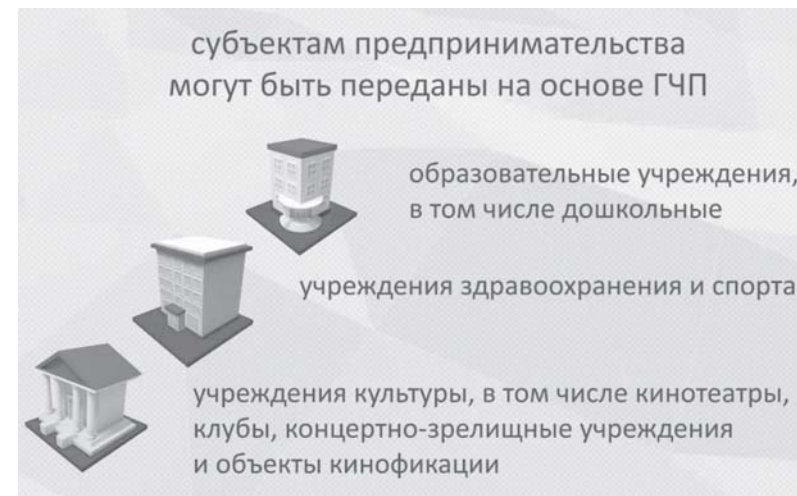 субъектам предпринимательства
могут быть переданы на основе ГЧП
образовательные учреждения,
в том числе дошкольные
учреждения здравоохранения и спорта
учреждения культуры, в том числе кинотеатры,
клубы, концертно-зрелищные учреждения
и объекты кинофикации